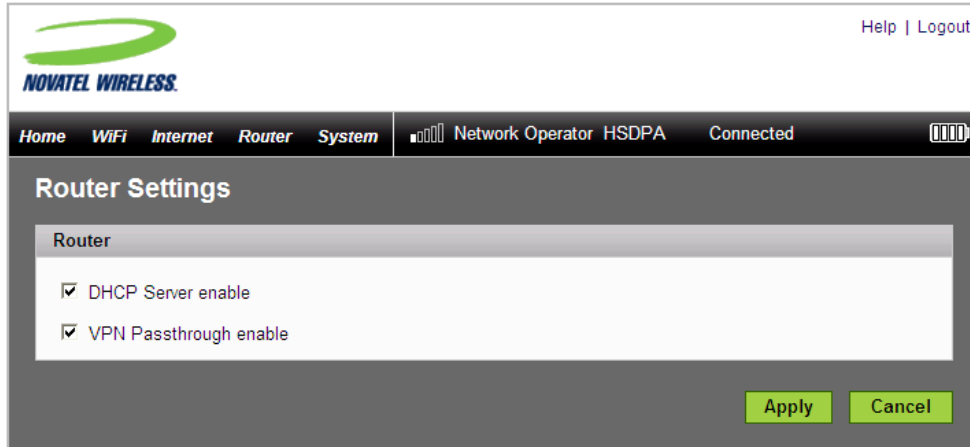 Help | Logout
NOVATEL WIRELESS.
Home WiFi Internet Router System Network Operator HSDPA Connected
Router Settings
Router
DHCP Server enable
VPN Passthrough enable
Apply Cancel